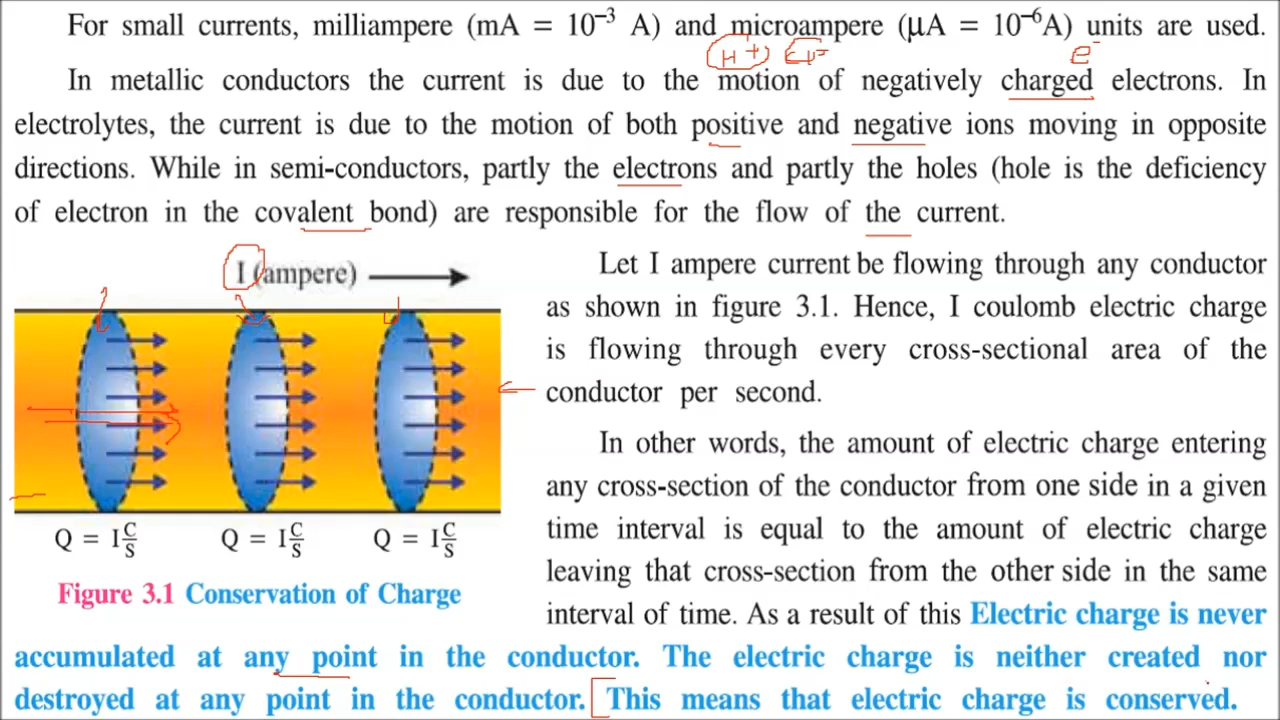 For small currents, milliampere (mA = 10⁻³ A) and microampere (μA = 10⁻⁶A) units are used.
H⁺ e⁻
In metallic conductors the current is due to the motion of negatively charged electrons. In
electrolytes, the current is due to the motion of both positive and negative ions moving in opposite
directions. While in semi-conductors, partly the electrons and partly the holes (hole is the deficiency
of electron in the covalent bond) are responsible for the flow of the current.
I (ampere)
Q = I C/S Q = I C/S Q = I C/S
Figure 3.1 Conservation of Charge
Let I ampere current be flowing through any conductor
as shown in figure 3.1. Hence, I coulomb electric charge
is flowing through every cross-sectional area of the
conductor per second.
In other words, the amount of electric charge entering
any cross-section of the conductor from one side in a given
time interval is equal to the amount of electric charge
leaving that cross-section from the other side in the same
interval of time. As a result of this Electric charge is never
accumulated at any point in the conductor. The electric charge is neither created nor
destroyed at any point in the conductor. This means that electric charge is conserved.